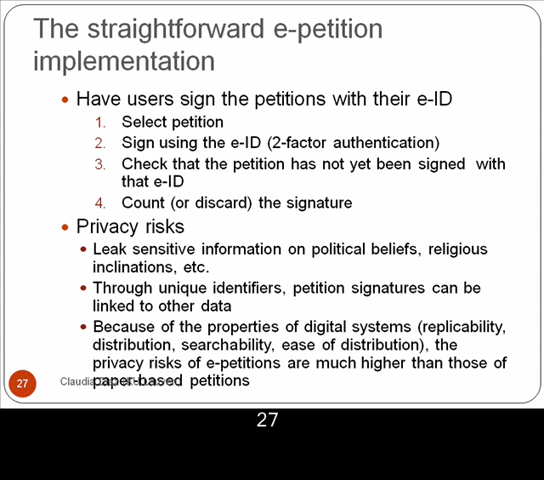 The straightforward e-petition
implementation
• Have users sign the petitions with their e-ID
1. Select petition
2. Sign using the e-ID (2-factor authentication)
3. Check that the petition has not yet been signed with
that e-ID
4. Count (or discard) the signature
• Privacy risks
• Leak sensitive information on political beliefs, religious
inclinations, etc.
• Through unique identifiers, petition signatures can be
linked to other data
• Because of the properties of digital systems (replicability,
distribution, searchability, ease of distribution), the
privacy risks of e-petitions are much higher than those of
paper-based petitions
27
Claudia
27